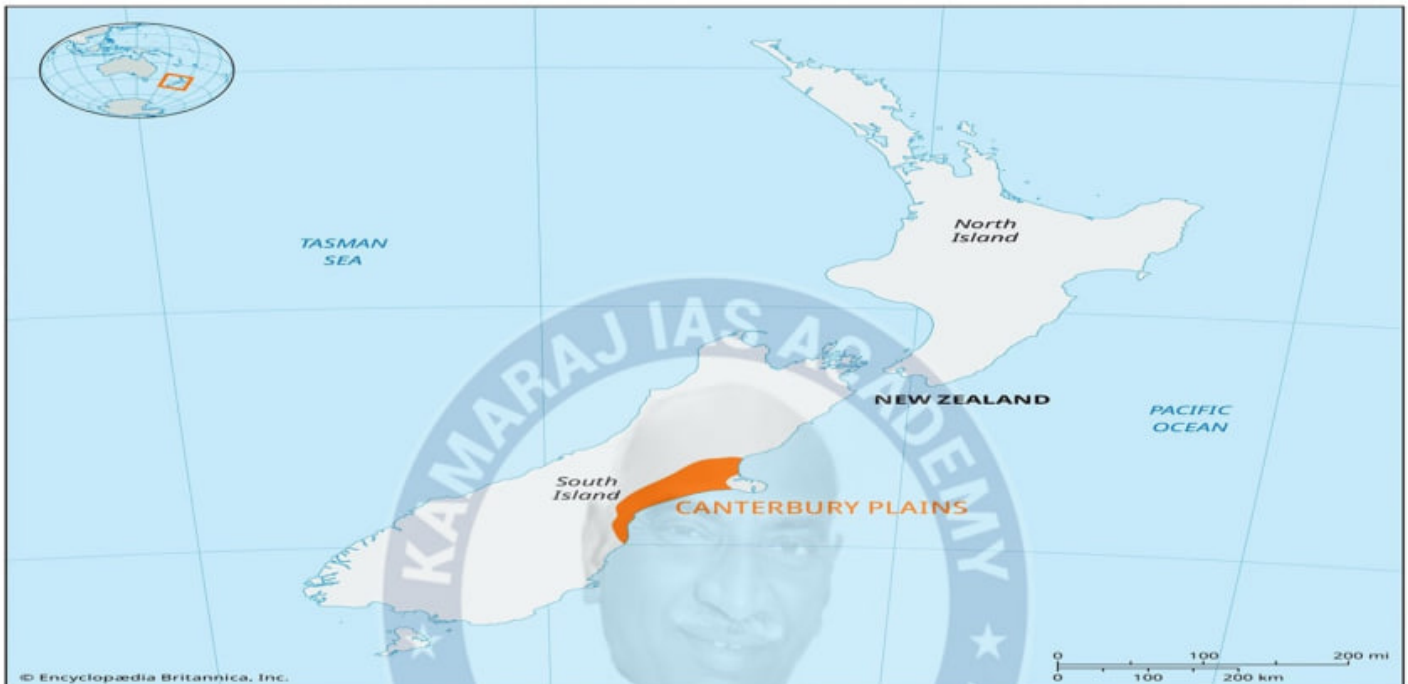 North
Island
TASMAN
SEA
KAMARAJ IAS ACADEMY
NEW ZEALAND
PACIFIC
OCEAN
South
Island
CANTERBURY PLAINS
0 100 200 mi
0 100 200 km
© Encyclopædia Britannica, Inc.